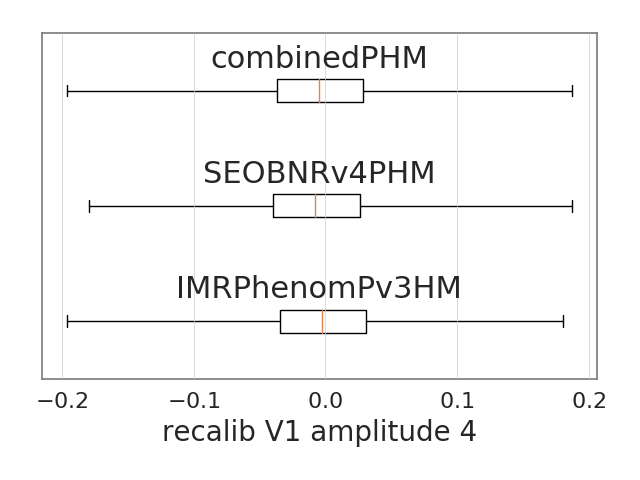 combinedPHM
SEOBNRv4PHM
IMRPhenomPv3HM
−0.2 −0.1 0.0 0.1 0.2
recalib V1 amplitude 4